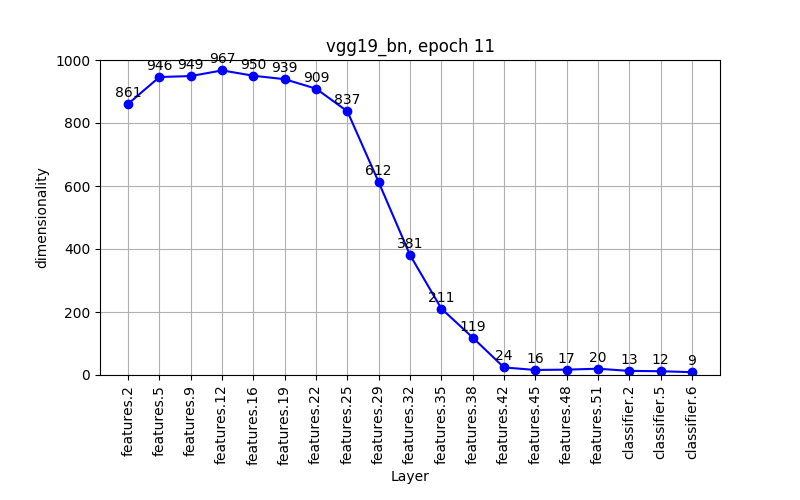 vgg19_bn, epoch 11
dimensionality
1000
800
600
400
200
0
861
946
949
967
950
939
909
837
612
381
211
119
24
16
17
20
13
12
9
features.2
features.5
features.9
features.12
features.16
features.19
features.22
features.25
features.29
features.32
features.35
features.38
features.42
features.45
features.48
features.51
classifier.2
classifier.5
classifier.6
Layer